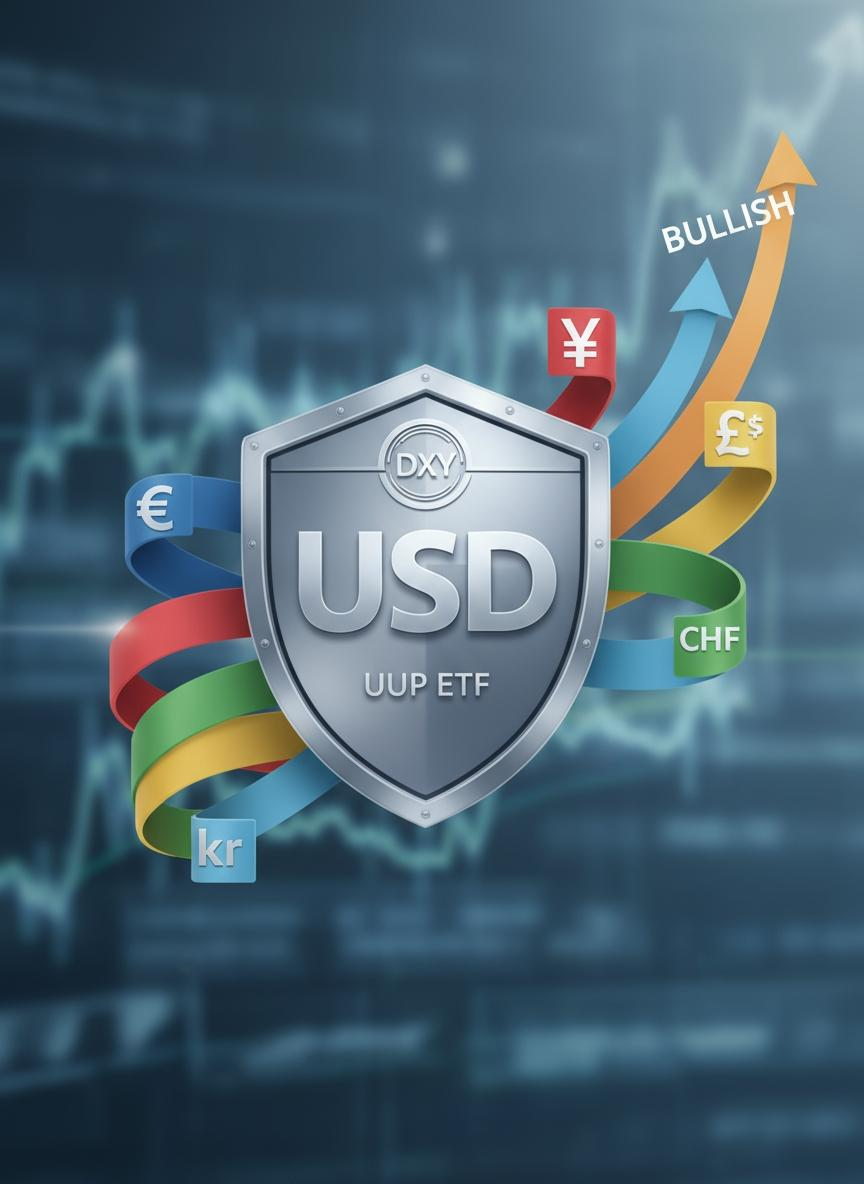 BULLISH
¥
£$
DXY
€
USD
CHF
UUP ETF
kr